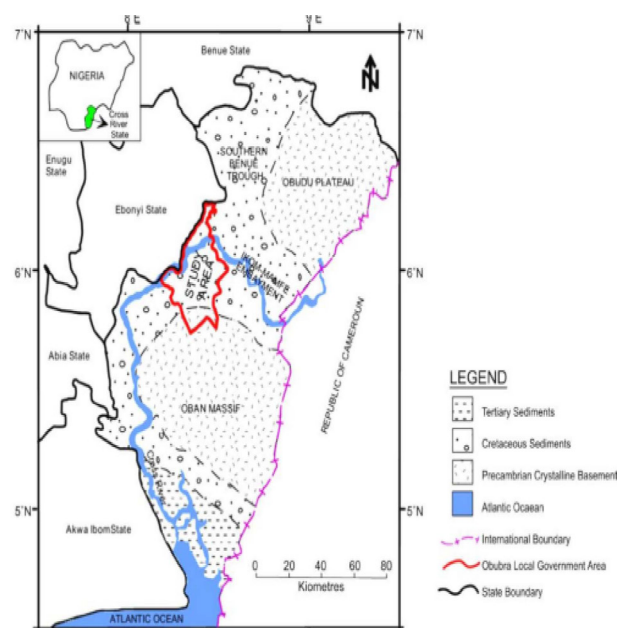 8 E
9 E
7'N
7'N
Benue State
NIGERIA
Cross
River
State
N
Enugu
State
SOUTHERN
BENUE
TROUGH
OBUDU PLATEAU
Ebonyi State
6'N
6'N
IKOM-MAMFE
EMBAYMENT
STUDY
AREA
Abia State
REPUBLIC OF CAMEROUN
OBAN MASSIF
LEGEND
Tertiary Sediments
Cretaceous Sediments
Precambrian Crystalline Basement
Atlantic Ocaean
International Boundary
Obubra Local Government Area
State Boundary
5'N
5'N
Akwa IbomState
0 20 40 60 80
Kiometres
ATLANTIC OCEAN